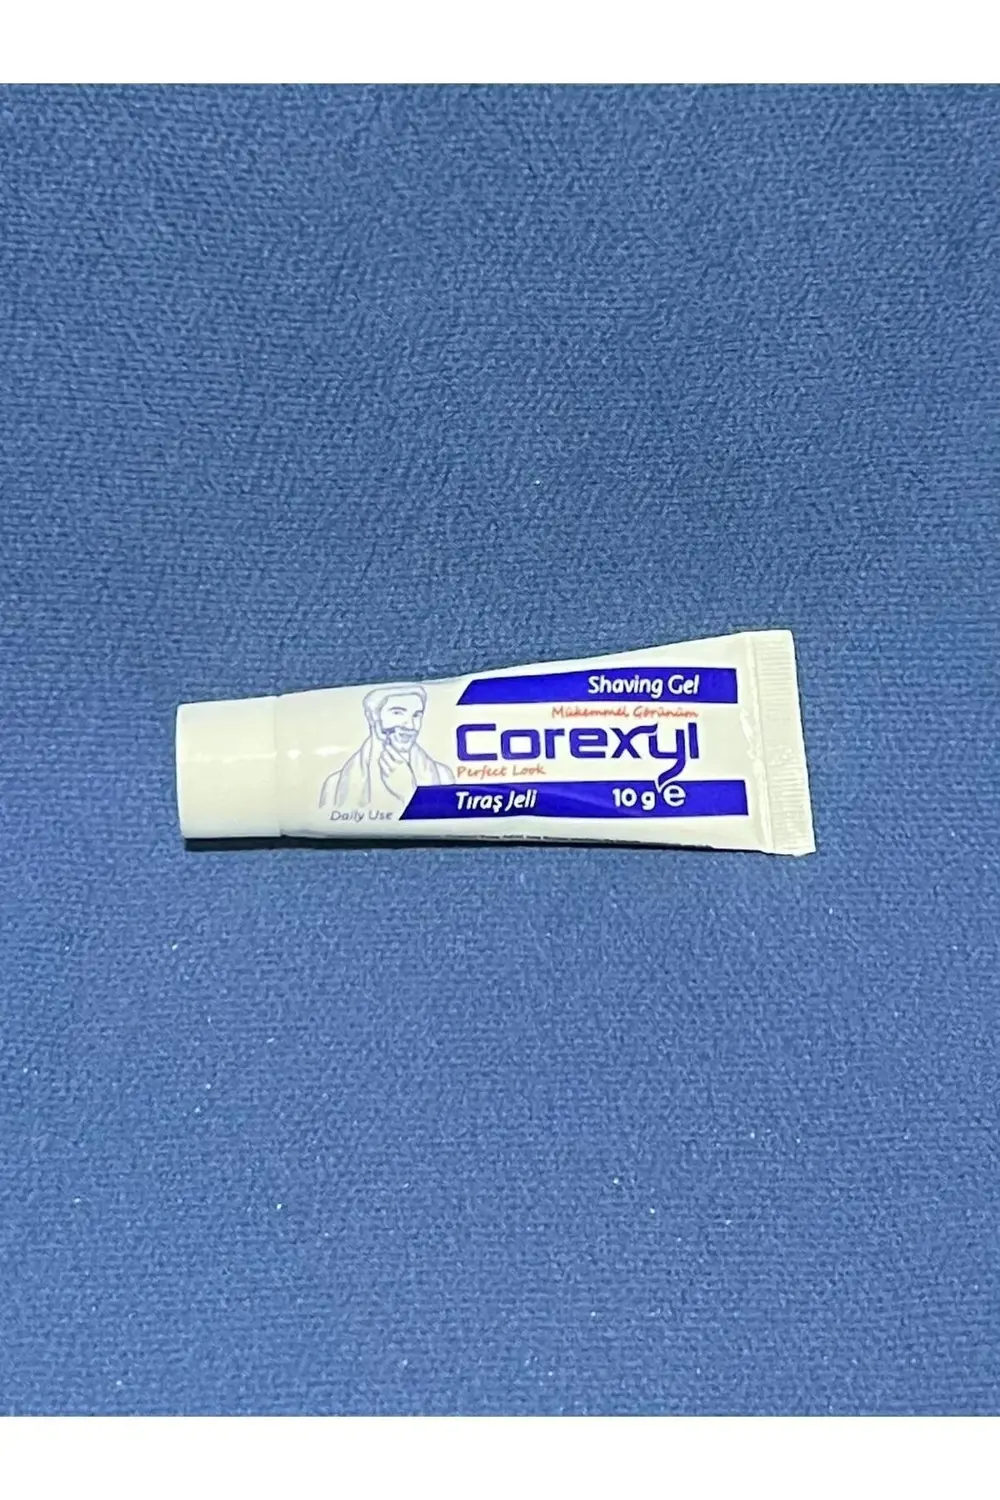 Shaving Gel
Mükemmel Görünüm
Corexyl
Perfect Look
Tıraş Jeli 10 g ℮
Daily Use